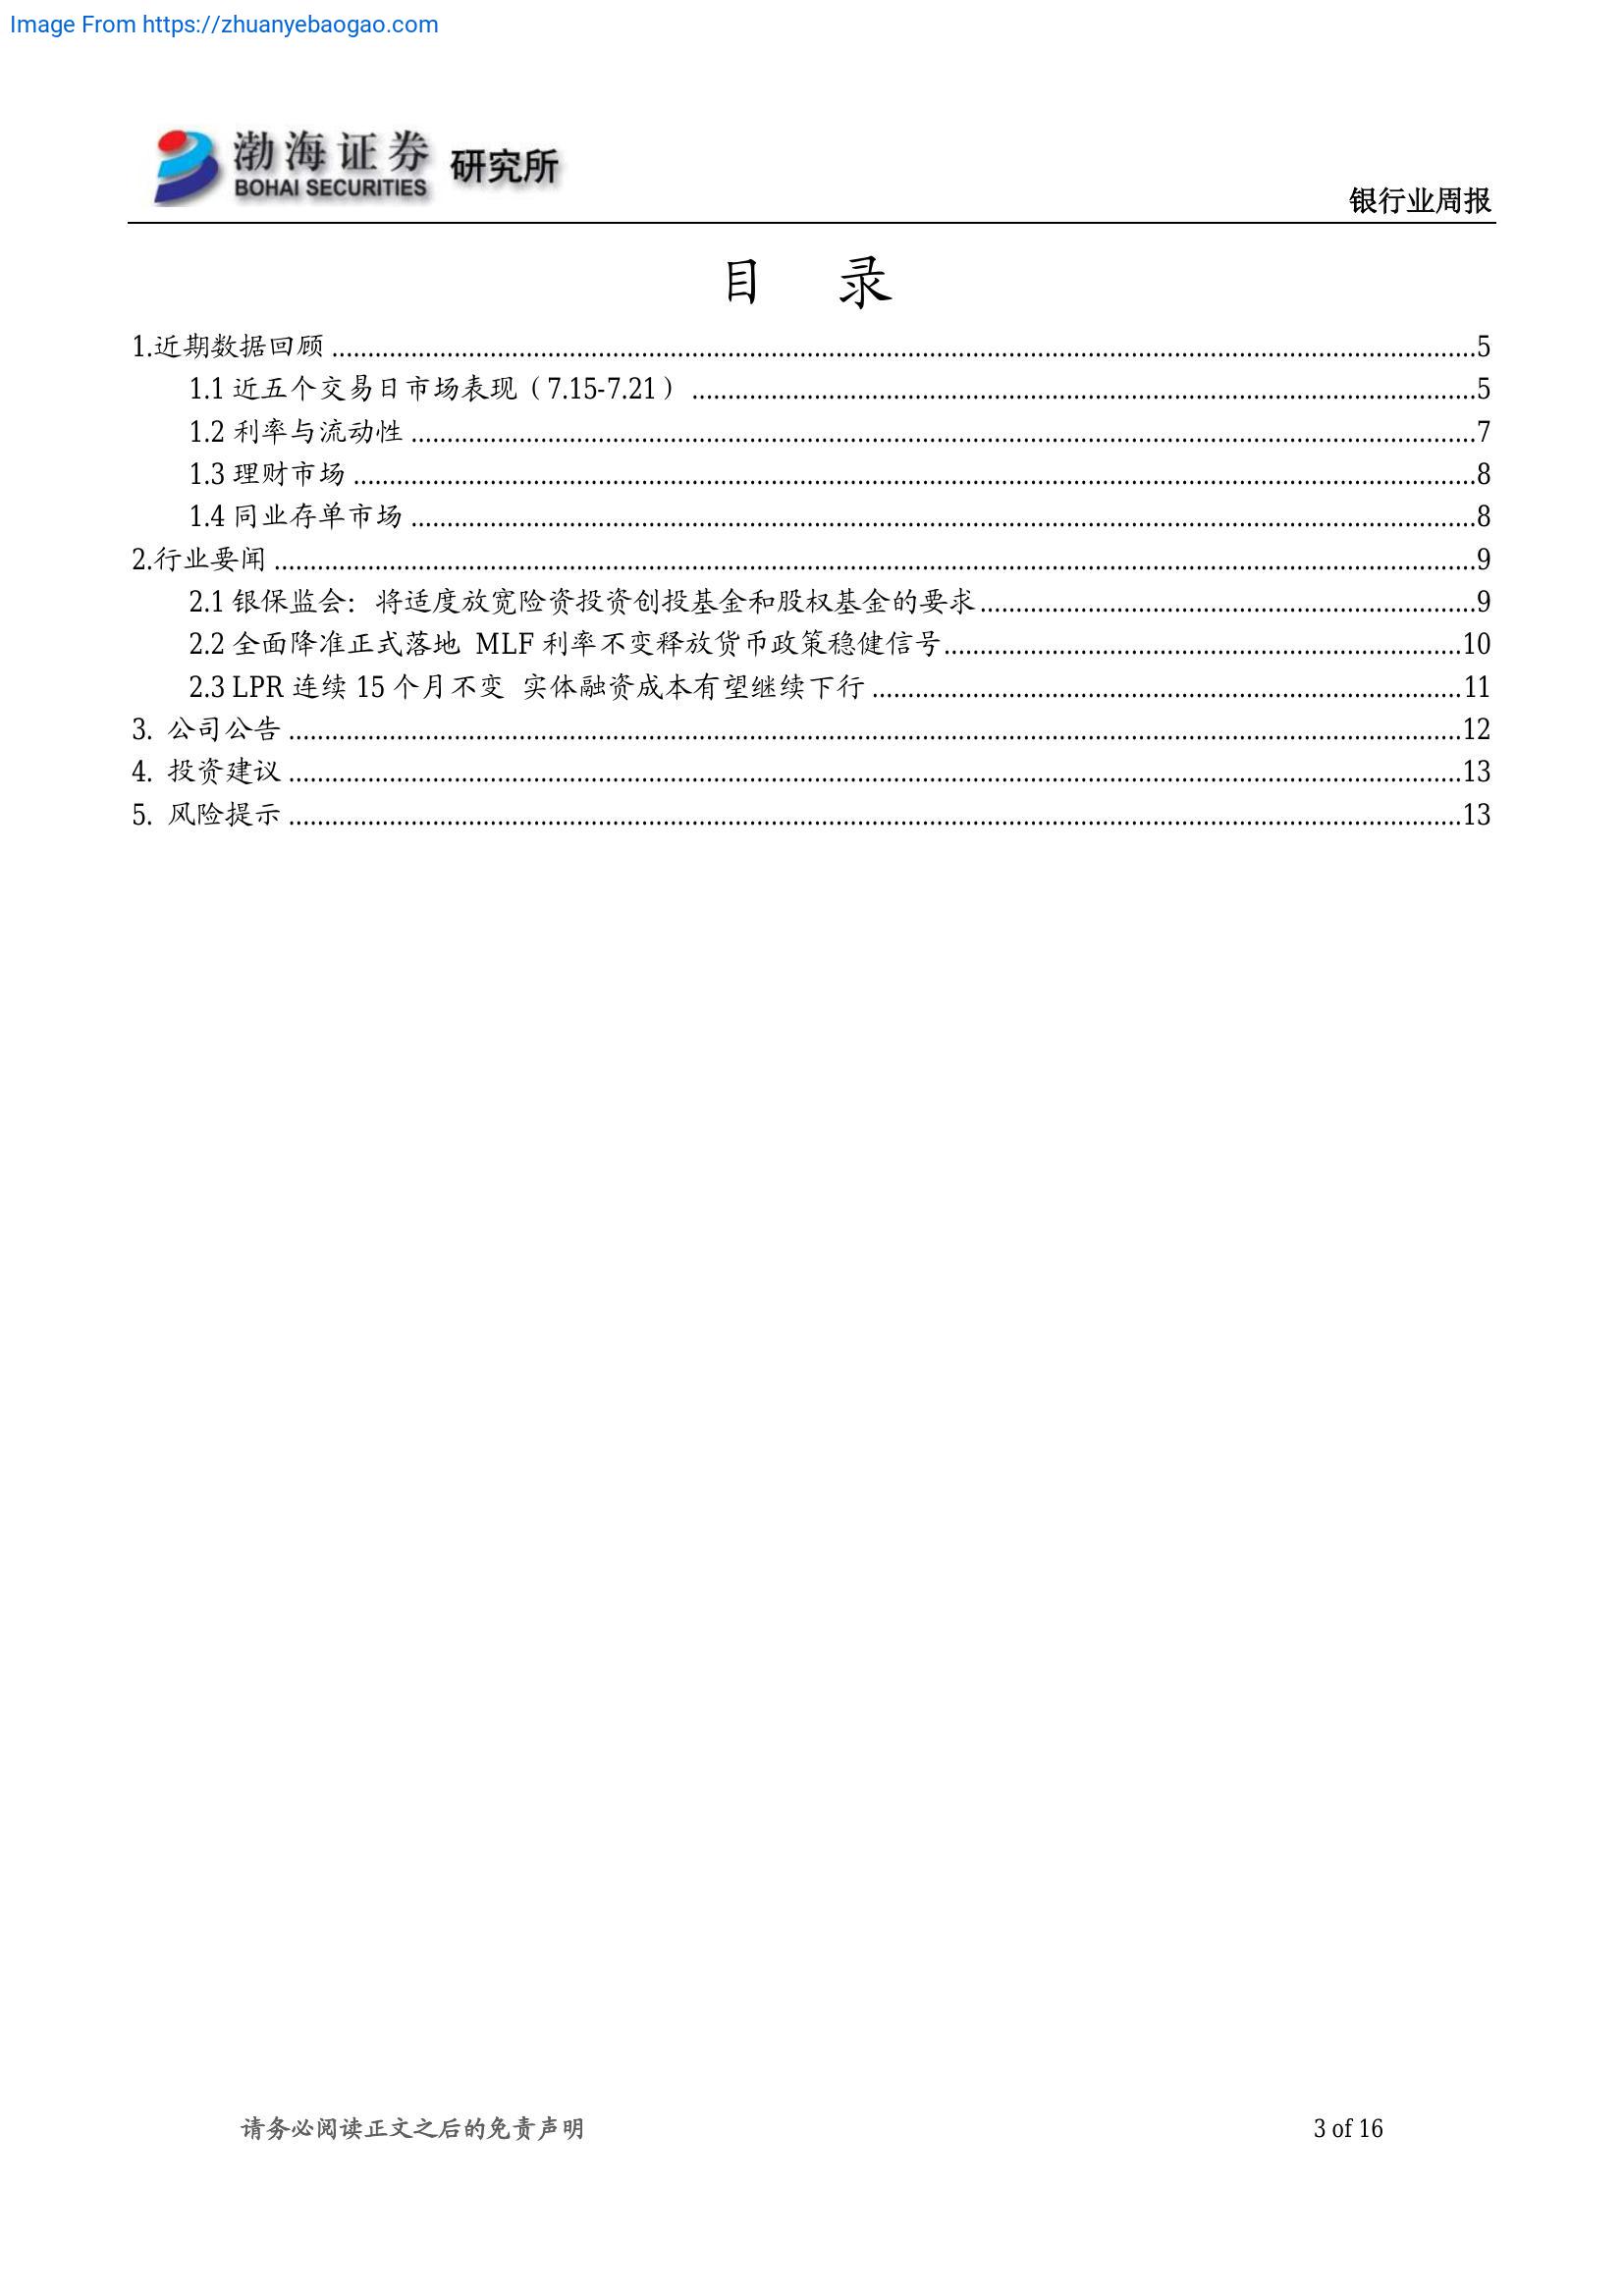 Image From https://zhuanyebaogao.com
渤海证券 研究所
BOHAI SECURITIES
银行业周报
目 录
1.近期数据回顾 ........ 5
1.1 近五个交易日市场表现（7.15-7.21） ........ 5
1.2 利率与流动性 ........ 7
1.3 理财市场 ........ 8
1.4 同业存单市场 ........ 8
2.行业要闻 ........ 9
2.1 银保监会：将适度放宽险资投资创投基金和股权基金的要求 ........ 9
2.2 全面降准正式落地 MLF 利率不变释放货币政策稳健信号 ........ 10
2.3 LPR 连续 15 个月不变 实体融资成本有望继续下行 ........ 11
3. 公司公告 ........ 12
4. 投资建议 ........ 13
5. 风险提示 ........ 13
请务必阅读正文之后的免责声明 3 of 16